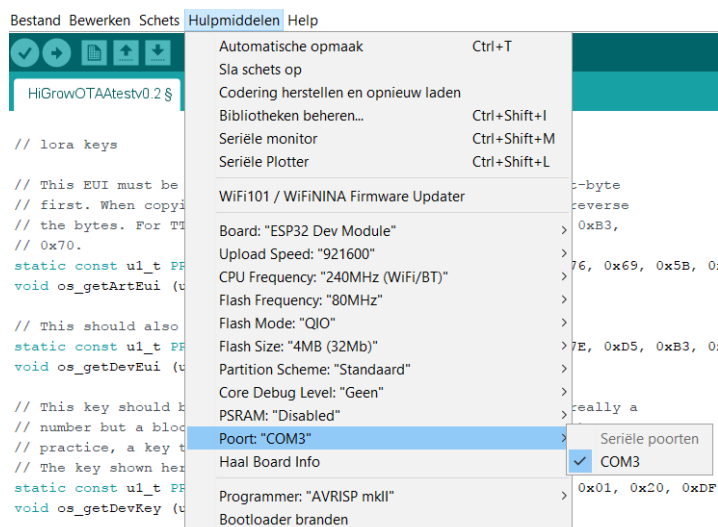 Bestand Bewerken Schets Hulpmiddelen Help
HiGrowOTAAtestv0.2 §
Automatische opmaak Ctrl+T
Sla schets op
Codering herstellen en opnieuw laden
Bibliotheken beheren... Ctrl+Shift+I
Seriële monitor Ctrl+Shift+M
Seriële Plotter Ctrl+Shift+L
WiFi101 / WiFiNINA Firmware Updater
Board: "ESP32 Dev Module"
Upload Speed: "921600"
CPU Frequency: "240MHz (WiFi/BT)"
Flash Frequency: "80MHz"
Flash Mode: "QIO"
Flash Size: "4MB (32Mb)"
Partition Scheme: "Standaard"
Core Debug Level: "Geen"
PSRAM: "Disabled"
Poort: "COM3"
Haal Board Info
Programmer: "AVRISP mkII"
Bootloader branden
Seriële poorten
COM3
// lora keys
// This EUI must be t-byte
// first. When copyi reverse
// the bytes. For TT 0xB3,
// 0x70.
static const u1_t PR 76, 0x69, 0x5B, 0
void os_getArtEui (u
// This should also
static const u1_t PR 7E, 0xD5, 0xB3, 0
void os_getDevEui (u
// This key should b really a
// number but a bloc
// practice, a key t
// The key shown her
static const u1_t PR 0x01, 0x20, 0xDF
void os_getDevKey (u